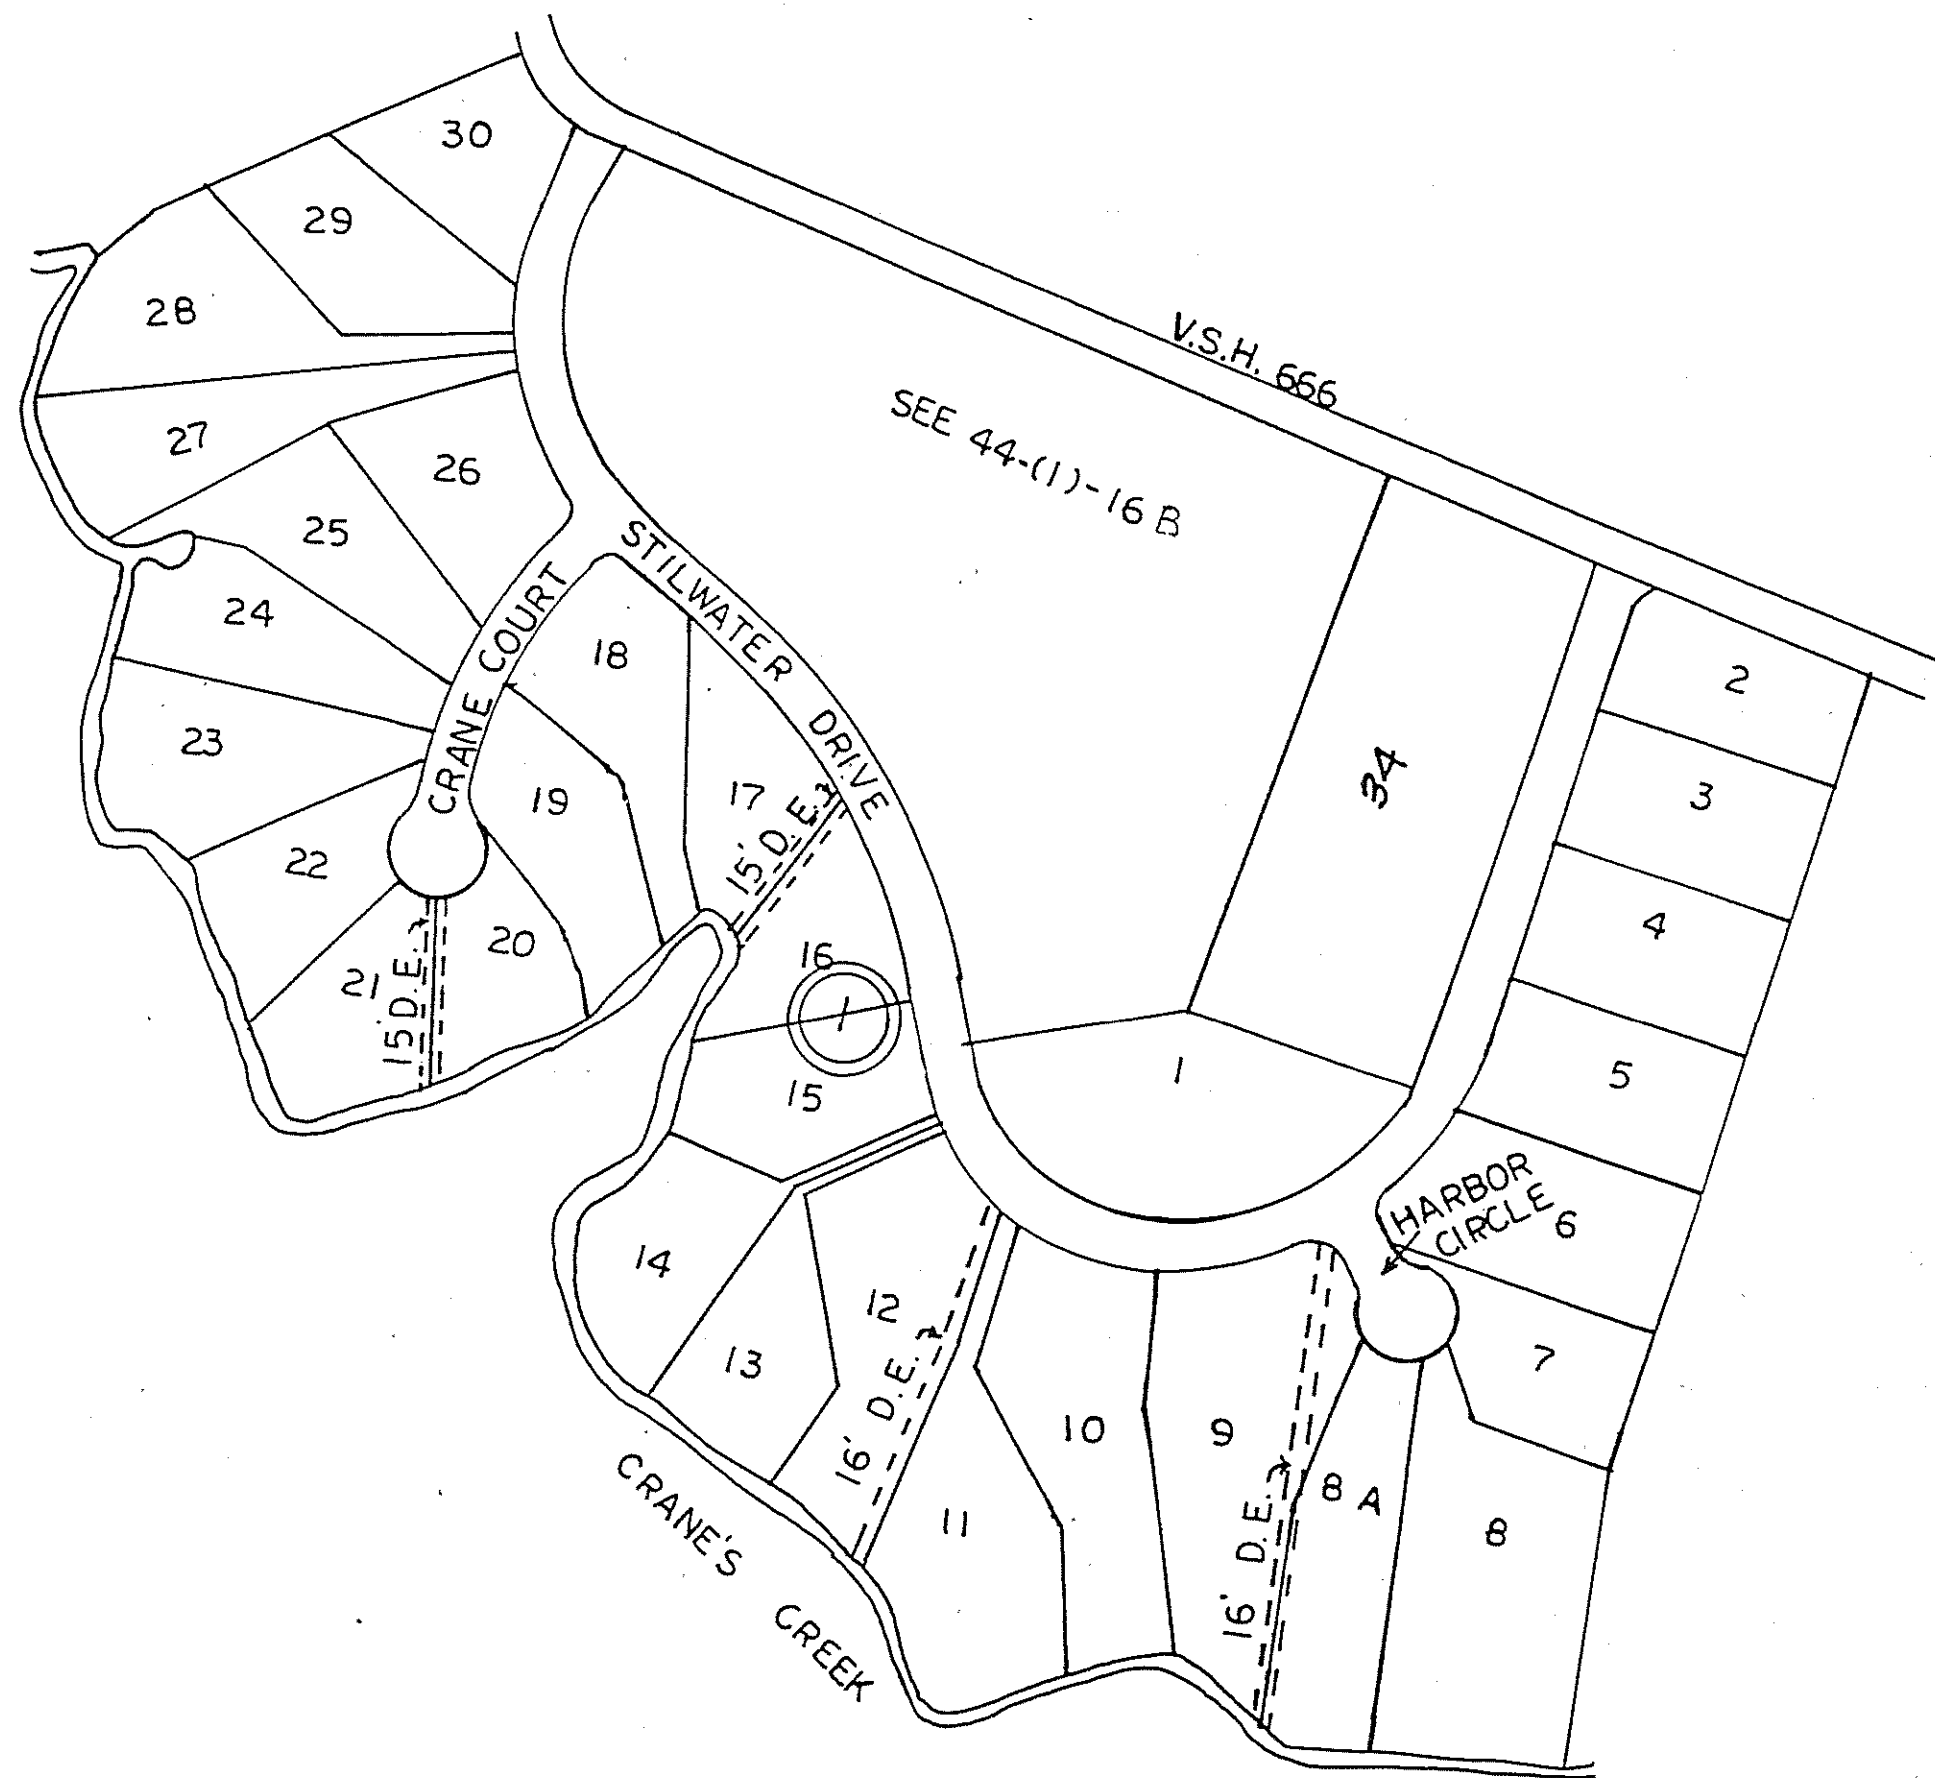 30
29
28
27
26
25
24
23
22
21
20
19
18
17
16
1
15
14
13
12
11
10
9
8 A
8
7
6
5
4
3
2
1
34
V.S.H. 666
SEE 44-(1)-16 B
STILWATER DRIVE
CRANE COURT
15' D.E.
15' D.E.
16' D.E.
16' D.E.
HARBOR
CIRCLE
CRANE'S CREEK